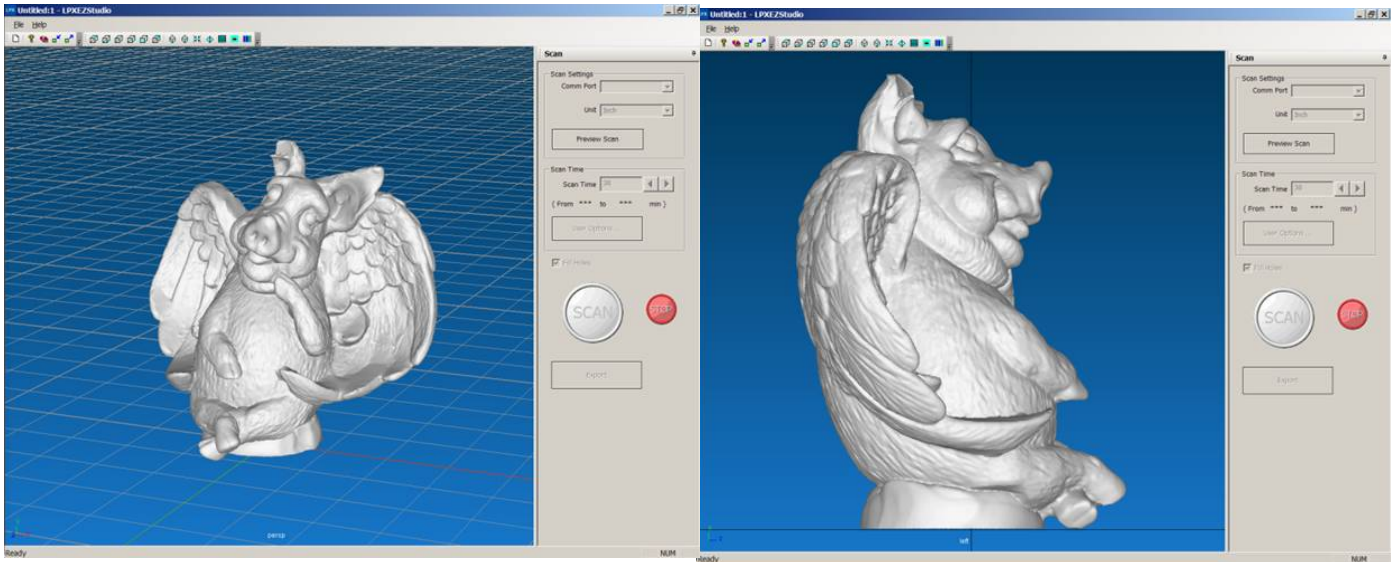 Untitled:1 - LPXEZStudio
File Help
Scan
Scan Settings
Comm Port
Unit Inch
Preview Scan
Scan Time
Scan Time 30
( From *** to *** min )
User Options ...
Fill Holes
SCAN STOP
Export
persp
Ready NUM
Untitled:1 - LPXEZStudio
File Help
Scan
Scan Settings
Comm Port
Unit Inch
Preview Scan
Scan Time
Scan Time 30
( From *** to *** min )
User Options ...
Fill Holes
SCAN STOP
Export
left
Ready NUM